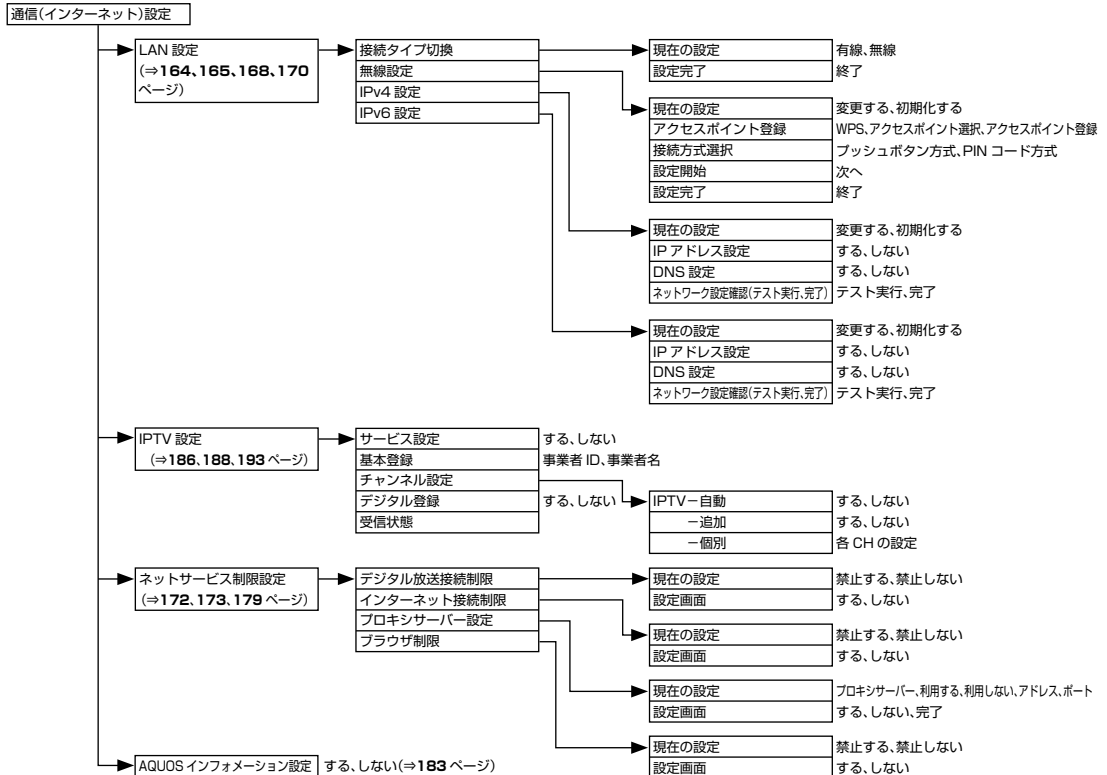 通信(インターネット)設定
LAN 設定
(⇒164、165、168、170
ページ)
接続タイプ切換
無線設定
IPv4 設定
IPv6 設定
現在の設定 有線、無線
設定完了 終了
現在の設定 変更する、初期化する
アクセスポイント登録 WPS、アクセスポイント選択、アクセスポイント登録
接続方式選択 プッシュボタン方式、PIN コード方式
設定開始 次へ
設定完了 終了
現在の設定 変更する、初期化する
IP アドレス設定 する、しない
DNS 設定 する、しない
ネットワーク設定確認(テスト実行、完了) テスト実行、完了
現在の設定 変更する、初期化する
IP アドレス設定 する、しない
DNS 設定 する、しない
ネットワーク設定確認(テスト実行、完了) テスト実行、完了
IPTV 設定
(⇒186、188、193 ページ)
サービス設定 する、しない
基本登録 事業者 ID、事業者名
チャンネル設定
デジタル登録 する、しない
受信状態
IPTV－自動 する、しない
－追加 する、しない
－個別 各 CH の設定
ネットサービス制限設定
(⇒172、173、179 ページ)
デジタル放送接続制限
インターネット接続制限
プロキシサーバー設定
ブラウザ制限
現在の設定 禁止する、禁止しない
設定画面 する、しない
現在の設定 禁止する、禁止しない
設定画面 する、しない
現在の設定 プロキシサーバー、利用する、利用しない、アドレス、ポート
設定画面 する、しない、完了
現在の設定 禁止する、禁止しない
設定画面 する、しない
AQUOS インフォメーション設定 する、しない(⇒183 ページ)